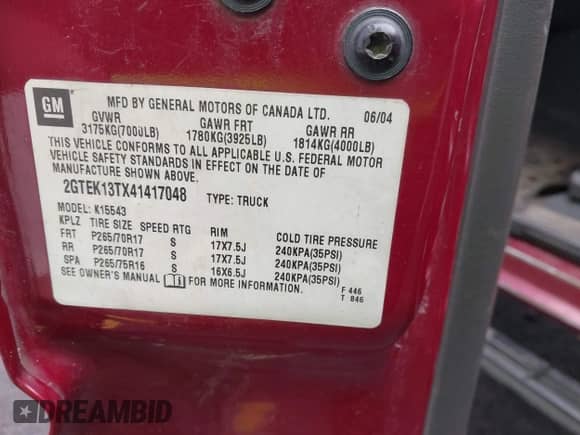 GM
MFD BY GENERAL MOTORS OF CANADA LTD. 06/04
GVWR GAWR FRT GAWR RR
3175KG(7000LB) 1780KG(3925LB) 1814KG(4000LB)
THIS VEHICLE CONFORMS TO ALL APPLICABLE U.S. FEDERAL MOTOR
VEHICLE SAFETY STANDARDS IN EFFECT ON THE DATE OF
MANUFACTURE SHOWN ABOVE.
2GTEK13TX41417048 TYPE: TRUCK
MODEL: K15543
KPLZ TIRE SIZE SPEED RTG RIM COLD TIRE PRESSURE
FRT P265/70R17 S 17X7.5J 240KPA(35PSI)
RR P265/70R17 S 17X7.5J 240KPA(35PSI)
SPA P265/75R16 S 16X6.5J 240KPA(35PSI)
SEE OWNER'S MANUAL FOR MORE INFORMATION.
F 446
T 846
DREAMBID